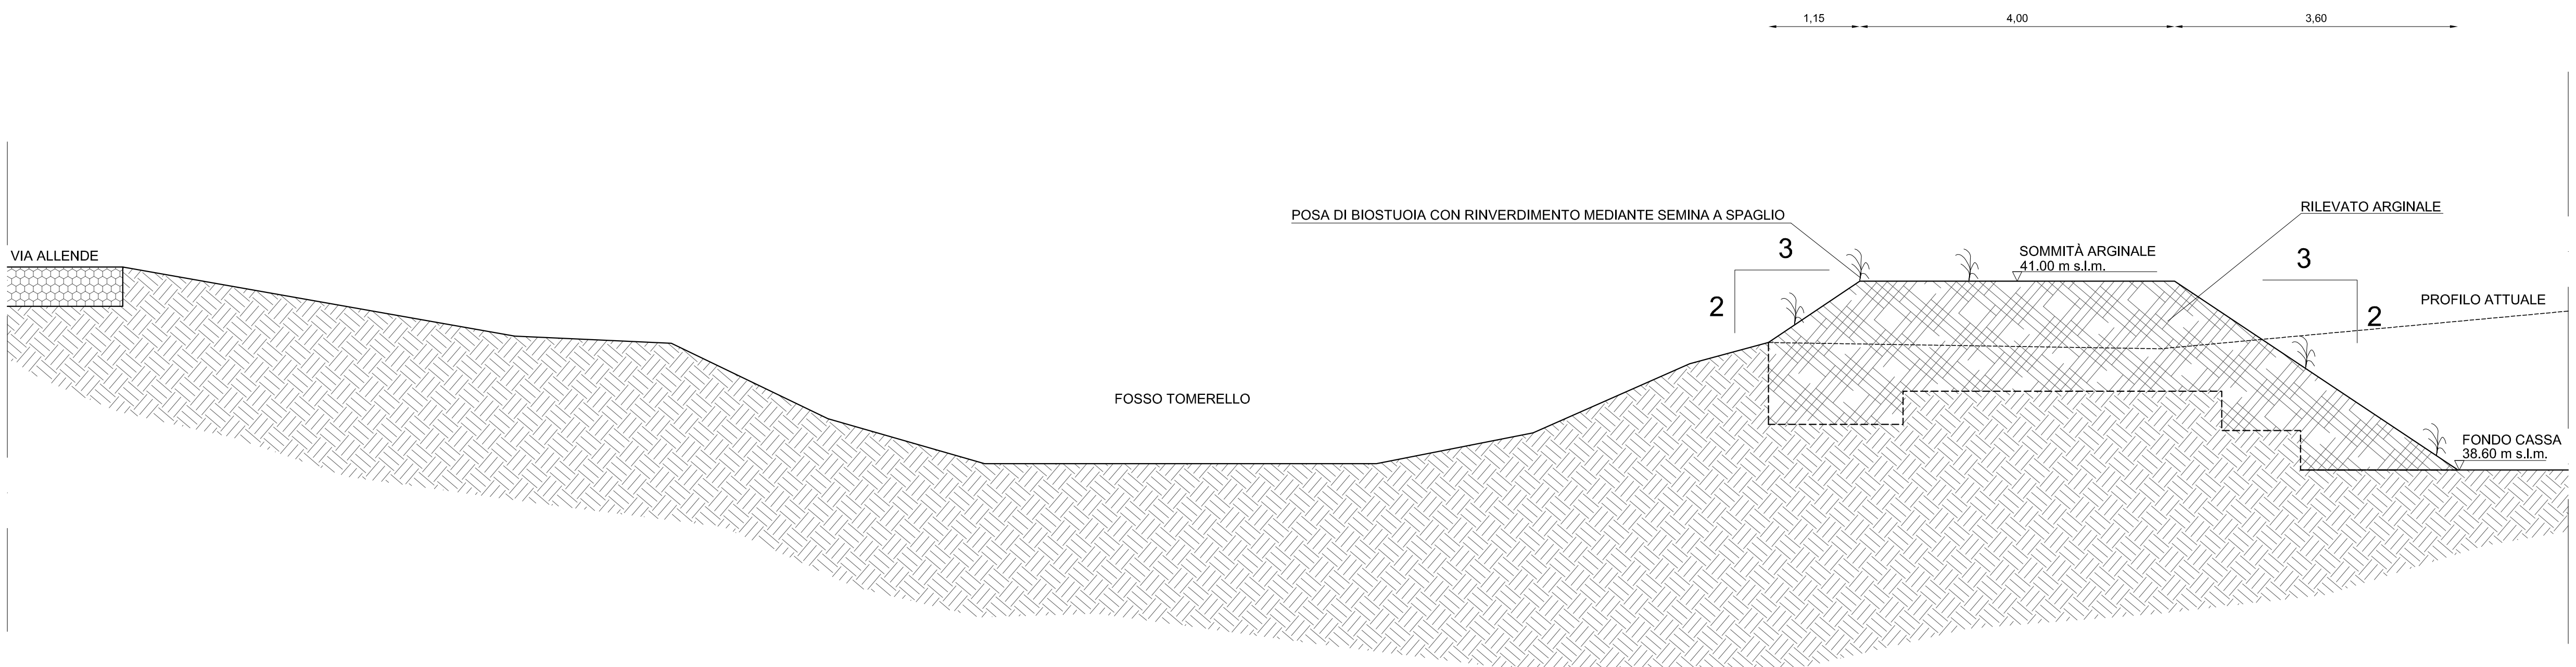 1,15
4,00
3,60
POSA DI BIOSTUOIA CON RINVERDIMENTO MEDIANTE SEMINA A SPAGLIO
RILEVATO ARGINALE
VIA ALLENDE
3
2
SOMMITÀ ARGINALE
41.00 m s.l.m.
3
2
PROFILO ATTUALE
FOSSO TOMERELLO
FONDO CASSA
38.60 m s.l.m.